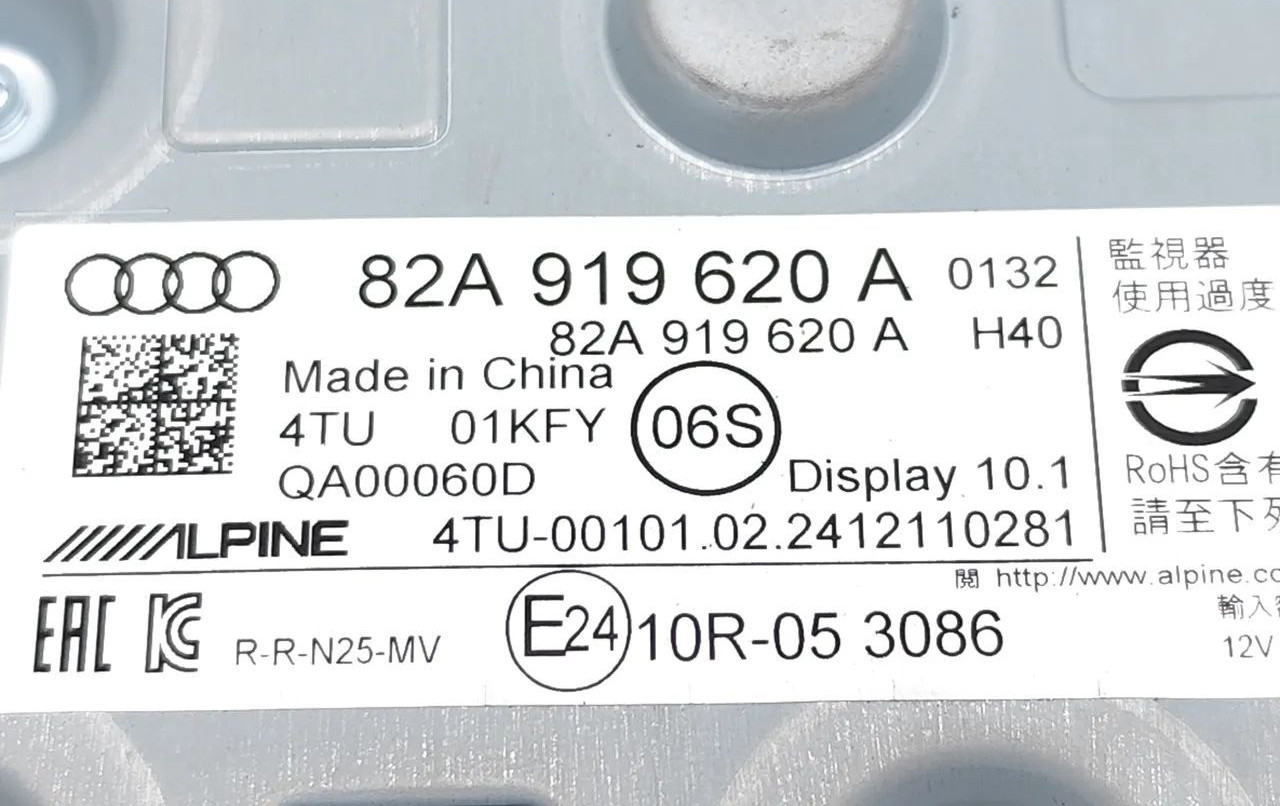 82A 919 620 A 0132
82A 919 620 A H40
Made in China
4TU 01KFY 06S
QA00060D Display 10.1
ALPINE 4TU-00101.02.2412110281
監視器
使用過度
RoHS含有
請至下列
閱 http://www.alpine.co
輸入
12V
EAC KC R-R-N25-MV E24 10R-05 3086